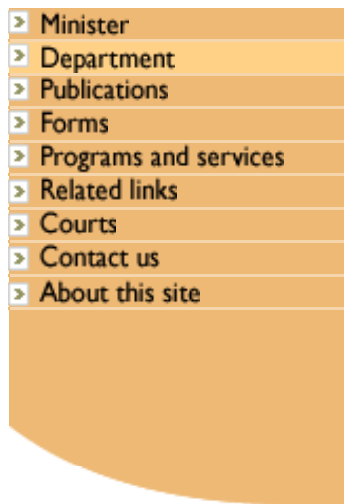 Minister
Department
Publications
Forms
Programs and services
Related links
Courts
Contact us
About this site